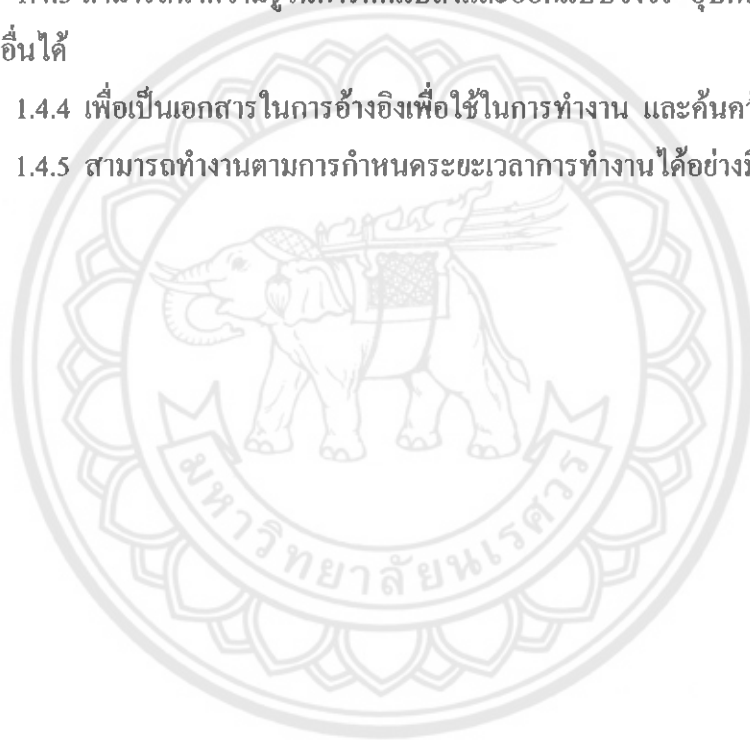 อื่นได้
1.4.4 เพื่อเป็นเอกสารในการอ้างอิงเพื่อใช้ในการทำงาน และค้นคว้
1.4.5 สามารถทำงานตามการกำหนดระยะเวลาการทำงานได้อย่างมี
มหาวิทยาลัยนเรศวร